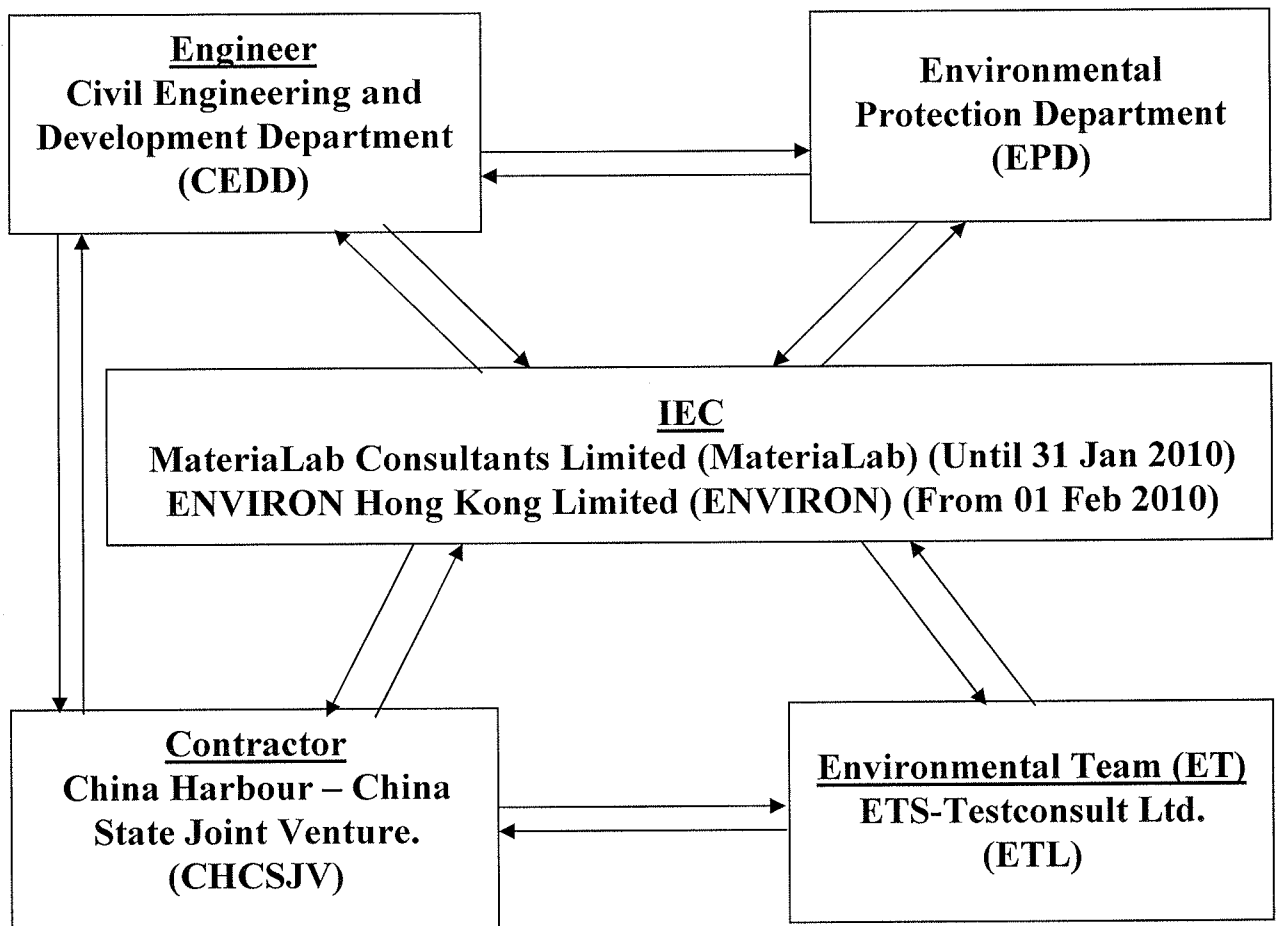 Engineer
Civil Engineering and
Development Department
(CEDD)
Environmental
Protection Department
(EPD)
IEC
MateriaLab Consultants Limited (MateriaLab) (Until 31 Jan 2010)
ENVIRON Hong Kong Limited (ENVIRON) (From 01 Feb 2010)
Contractor
China Harbour – China
State Joint Venture.
(CHCSJV)
Environmental Team (ET)
ETS-Testconsult Ltd.
(ETL)